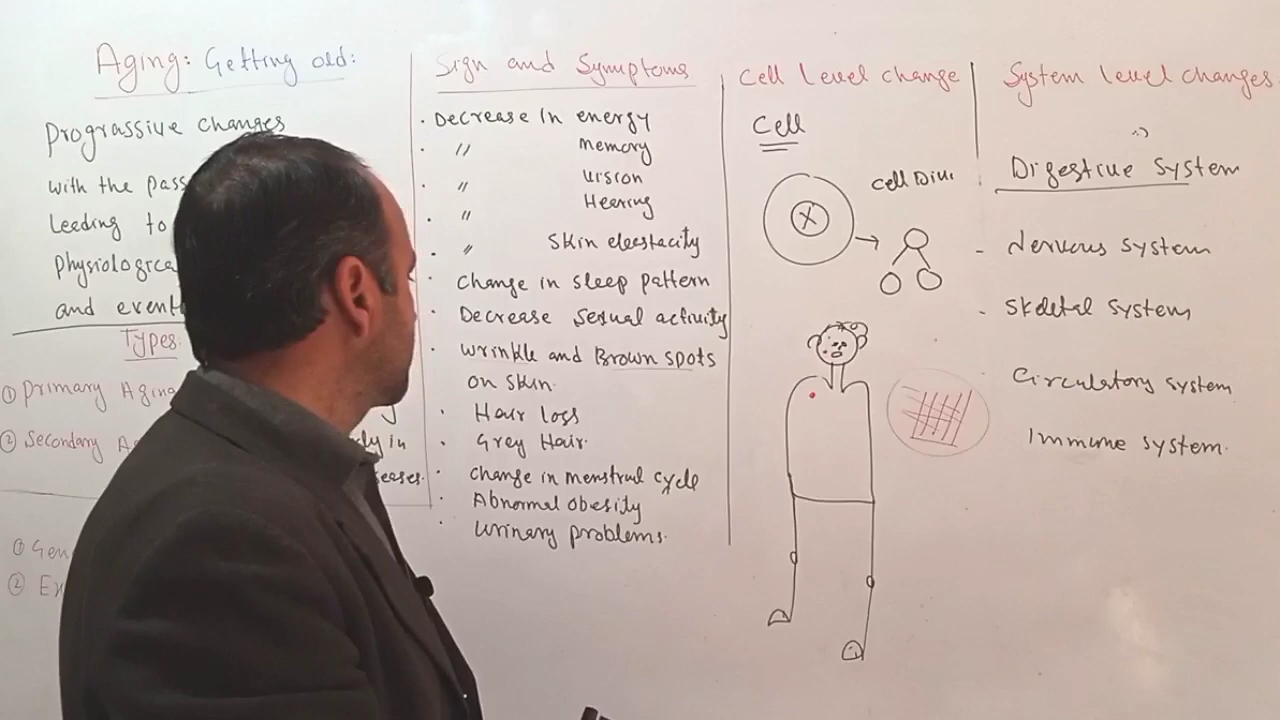 Aging: Getting old:
Prograssive changes
with the pass
Leading to
Physiologica
and event
Types.
① Primary Aging
② Secondary A
dy in
eases.
① Gen
② Ex
Sign and Symptoms
. Decrease In energy
. " memory
. " vision
. " Heering
. " Skin eleestacity
. change in sleep pattern
. Decrease Sexual activity
. wrinkle and Brown spots
on skin.
. Hair loss
. Grey Hair.
. change in menstrual cycle
. Abnormal obesity
. Urinary problems.
Cell Level change
Cell
cell Divi
X
System level changes
Digestive System
- Nervous system
- Skeletal system
Circulatory system
Immune system.